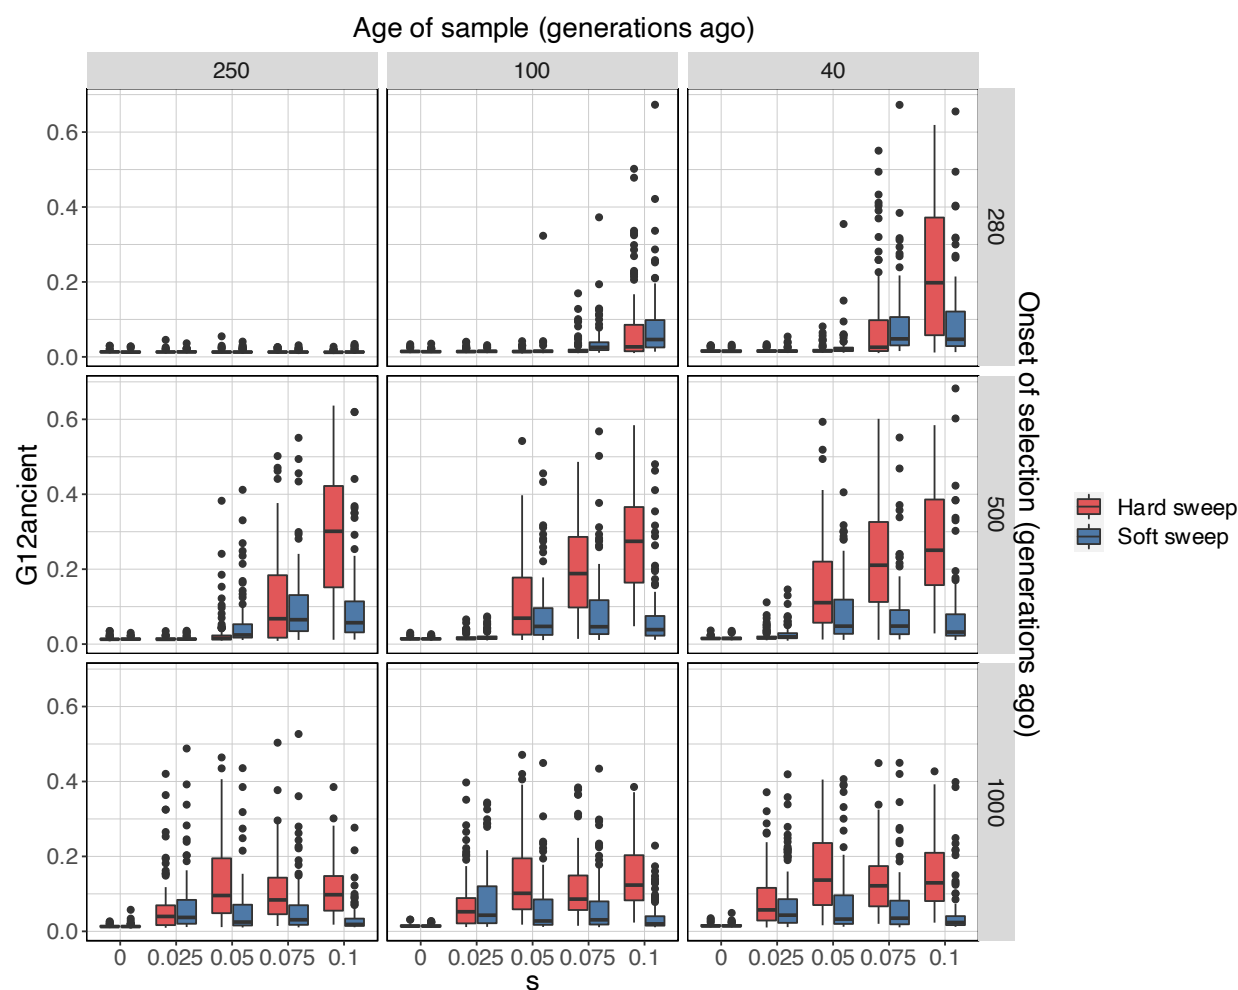 Age of sample (generations ago)
250 100 40
0.6
0.4
0.2
0.0
280
0.6
0.4
0.2
0.0
500
0.6
0.4
0.2
0.0
1000
G12ancient
Onset of selection (generations ago)
Hard sweep
Soft sweep
0 0.025 0.05 0.075 0.1 0 0.025 0.05 0.075 0.1 0 0.025 0.05 0.075 0.1
s